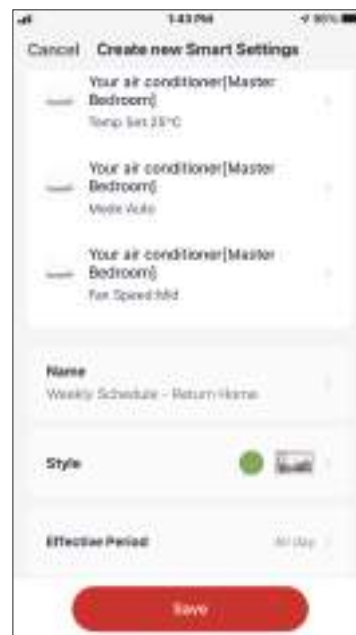 1:43 PM 98%
Cancel Create new Smart Settings
Your air conditioner[Master
Bedroom]
Temp Set 25°C
Your air conditioner[Master
Bedroom]
Mode Auto
Your air conditioner[Master
Bedroom]
Fan Speed Mid
Name
Weekly Schedule - Return Home
Style
Effective Period All day
Save